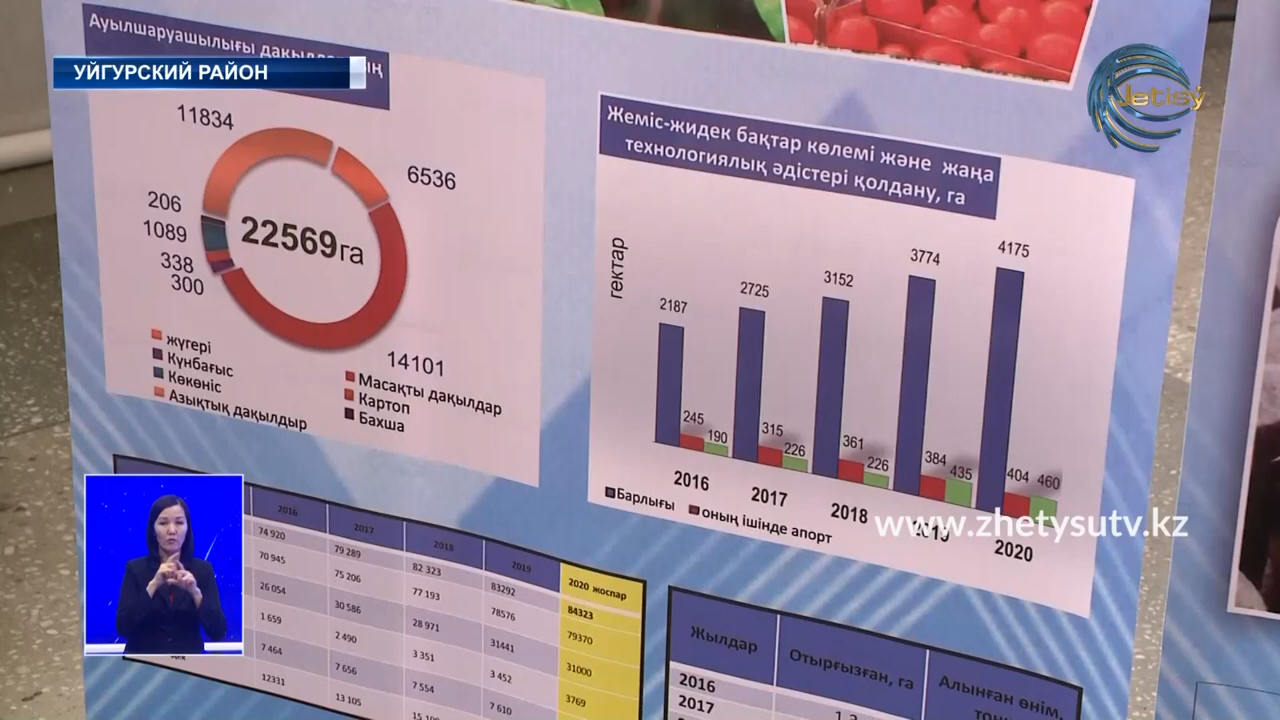 Ауылшаруашылығы
УЙГУРСКИЙ РАЙОН
Jetisý
11834
6536
206
1089
338
300
22569га
14101
жүгері
Күнбағыс
Көкөніс
Азықтық дақылдыр
Масақты дақылдар
Картоп
Бахша
Жеміс-жидек бақтар көлемі және жаңа
технологиялық әдістері қолдану, га
гектар
2187 2725 3152 3774 4175
245 190 315 226 361 226 384 435 404 460
2016 2017 2018 2019 2020
Барлығы оның ішінде апорт
www.zhetysutv.kz
2016 2017 2018 2019 2020 жоспар
74 920 79 289 82 323 83292 84323
70 945 75 206 77 193 78576 79370
26 054 30 586 28 971 31441 31000
1 659 2 490 3 351 3 452 3769
7 464 7 656 7 554 7 610
12331 13 105
Жылдар Отырғызған, га Алынған өнім,
2016
2017